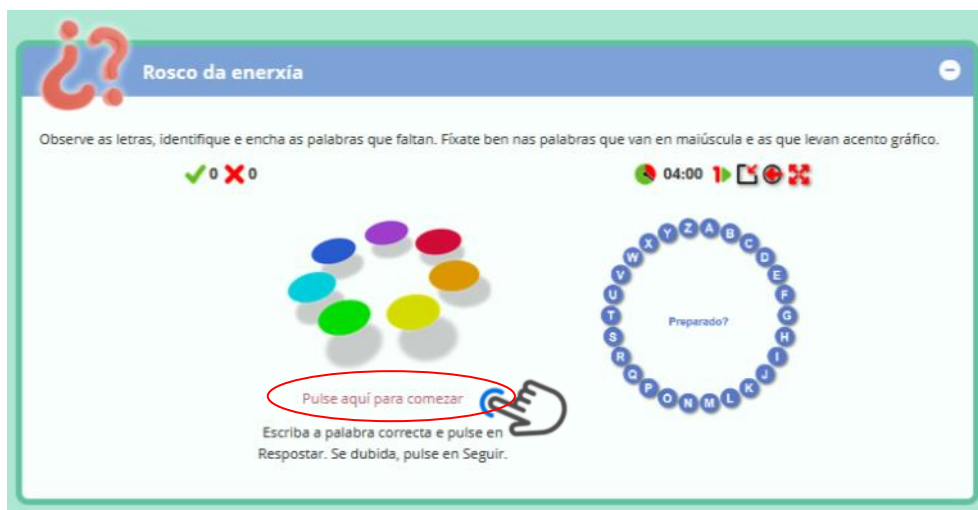 ¿?
Rosco da enerxía
Observe as letras, identifique e encha as palabras que faltan. Fíxate ben nas palabras que van en maiúscula e as que levan acento gráfico.
0 0
04:00 1
Pulse aquí para comezar
Escriba a palabra correcta e pulse en
Respostar. Se dubida, pulse en Seguir.
A B C D E F G H I J K L M N O P Q R S T U V W X Y Z
Preparado?